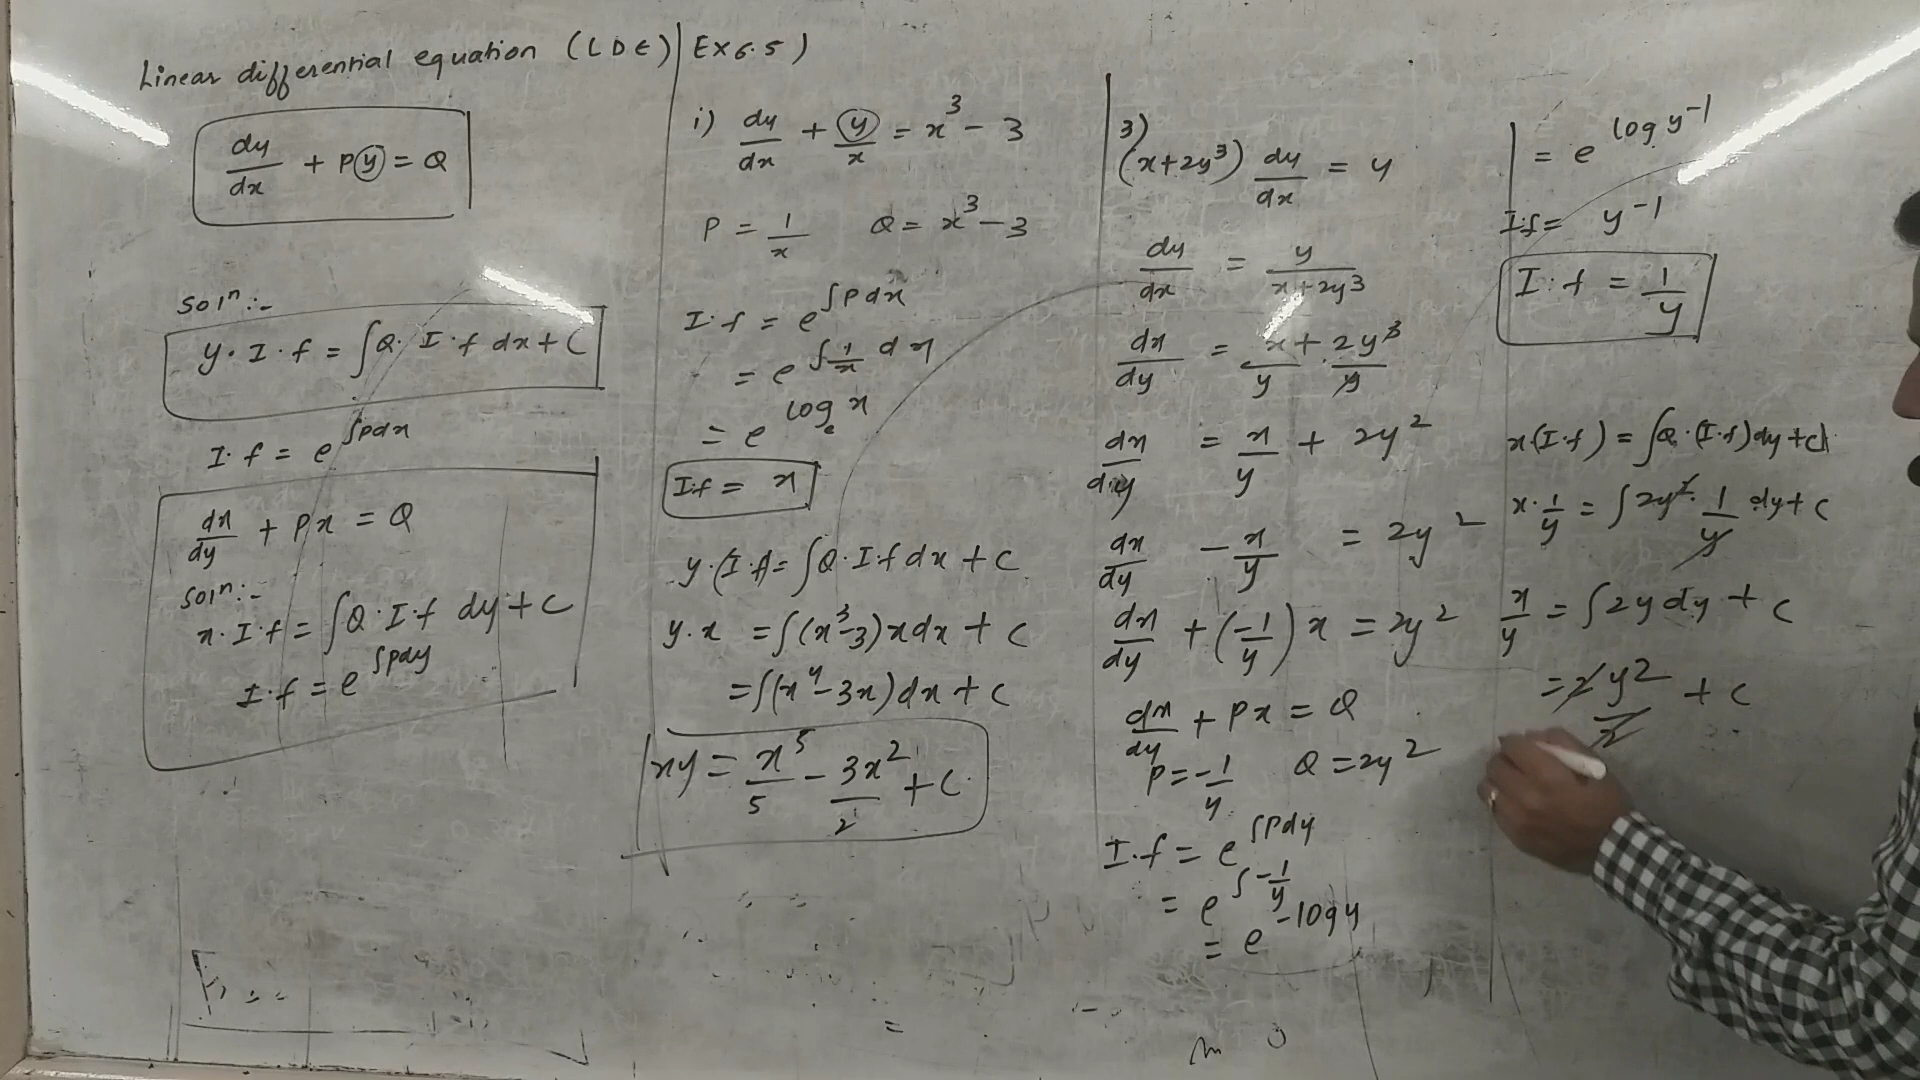 Linear differential equation (LDE) | Ex 6.5)
dy/dx + Py = Q
Solⁿ :-
y · I·f = ∫Q· I·f dx + C
I·f = e^∫pdx
dx/dy + Px = Q
Solⁿ :-
x · I·f = ∫Q · I·f dy + C
I·f = e^∫pdy
i) dy/dx + y/x = x³ - 3
P = 1/x Q = x³ - 3
I·f = e^∫Pdx
= e^∫1/x dx
= e^logₑ x
I·f = x
y·(I·f) = ∫Q·I·f dx + C
y·x = ∫(x³-3)x dx + C
= ∫(x⁴ - 3x) dx + C
xy = x⁵/5 - 3x²/2 + C
3)
(x+2y³) dy/dx = y
dy/dx = y/x+2y³
dx/dy = x/y + 2y³/y
dx/dy = x/y + 2y²
dx/dy - x/y = 2y²
dx/dy + (-1/y) x = 2y²
dx/dy + Px = Q
P = -1/y Q = 2y²
I·f = e^∫Pdy
= e^∫-1/y
= e^-logy
= e^log y⁻¹
I·f = y⁻¹
I·f = 1/y
x(I·f) = ∫Q·(I·f)dy + C
x·1/y = ∫2y²·1/y dy + C
x/y = ∫2y dy + C
= 2y²/2 + C